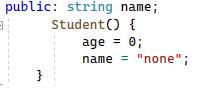 public: string name;
Student() {
age = 0;
name = "none";
}